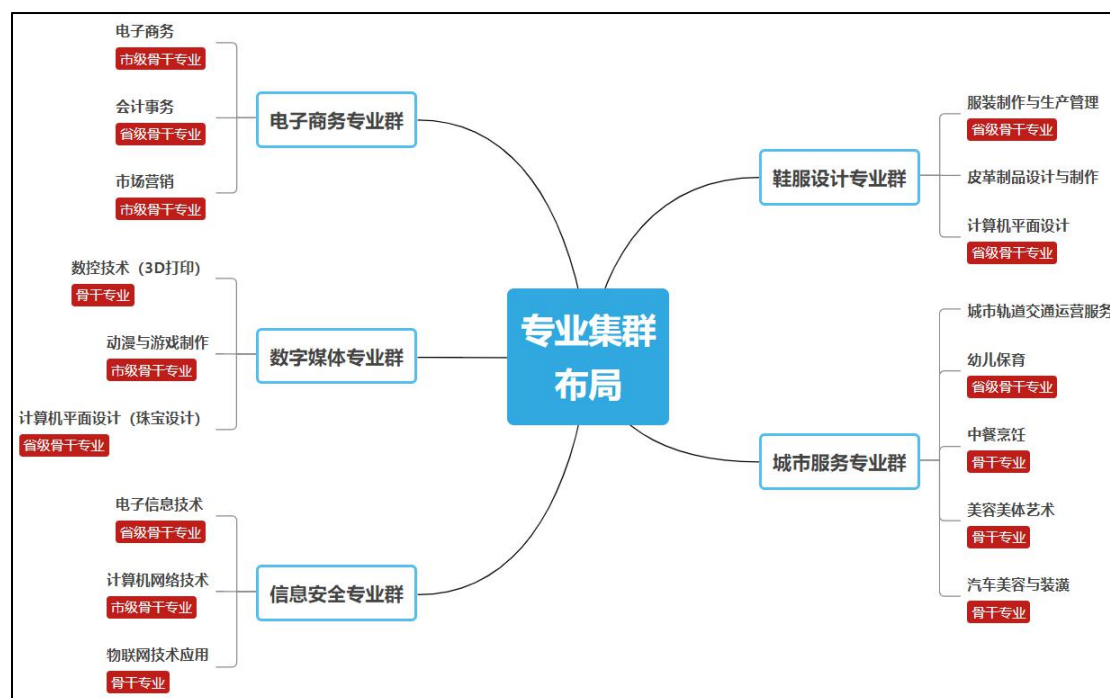 专业集群
布局
电子商务专业群
电子商务
市级骨干专业
会计事务
省级骨干专业
市场营销
市级骨干专业
数字媒体专业群
数控技术（3D打印）
骨干专业
动漫与游戏制作
市级骨干专业
计算机平面设计（珠宝设计）
省级骨干专业
信息安全专业群
电子信息技术
省级骨干专业
计算机网络技术
市级骨干专业
物联网技术应用
骨干专业
鞋服设计专业群
服装制作与生产管理
省级骨干专业
皮革制品设计与制作
计算机平面设计
省级骨干专业
城市服务专业群
城市轨道交通运营服务
幼儿保育
省级骨干专业
中餐烹饪
骨干专业
美容美体艺术
骨干专业
汽车美容与装潢
骨干专业